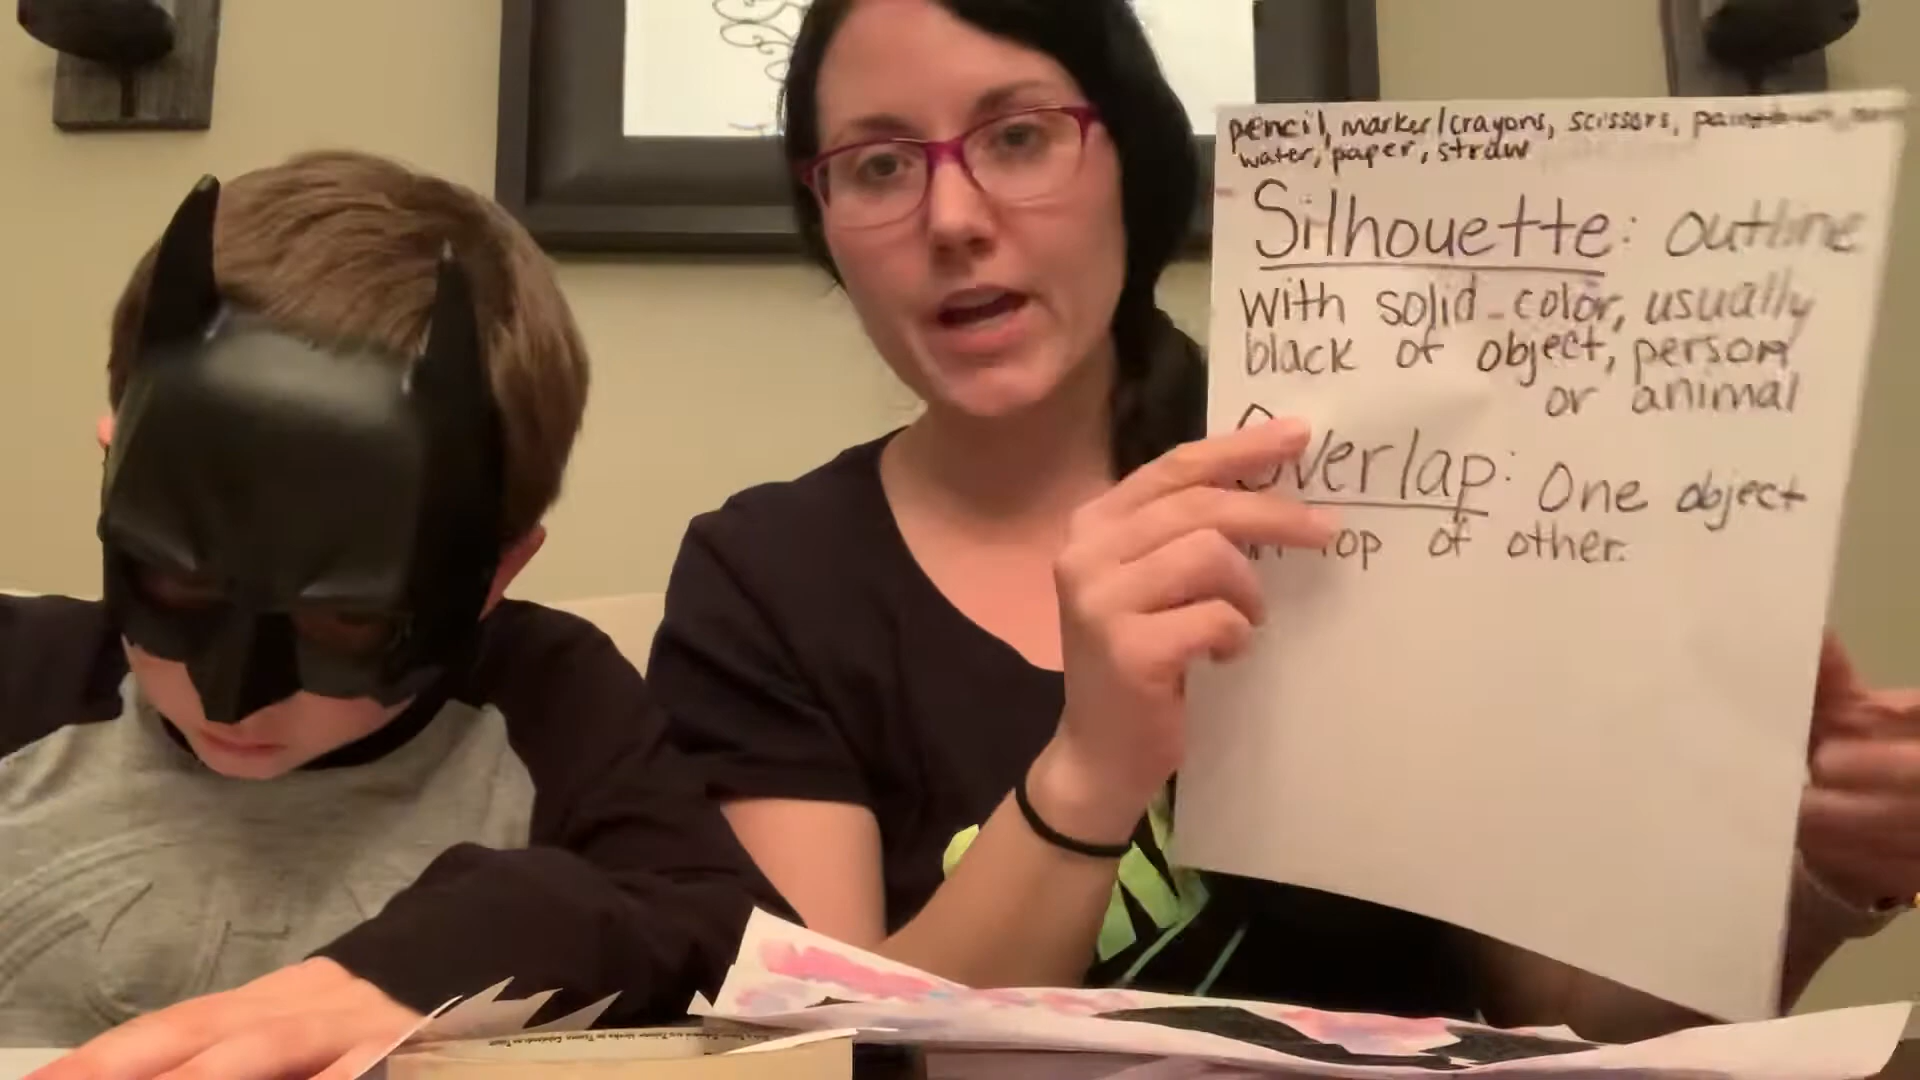 pencil, marker/crayons, scissors,
water, paper, straw
Silhouette: outline
with solid color, usually
black of object, person
or animal
Overlap: One object
top of other.